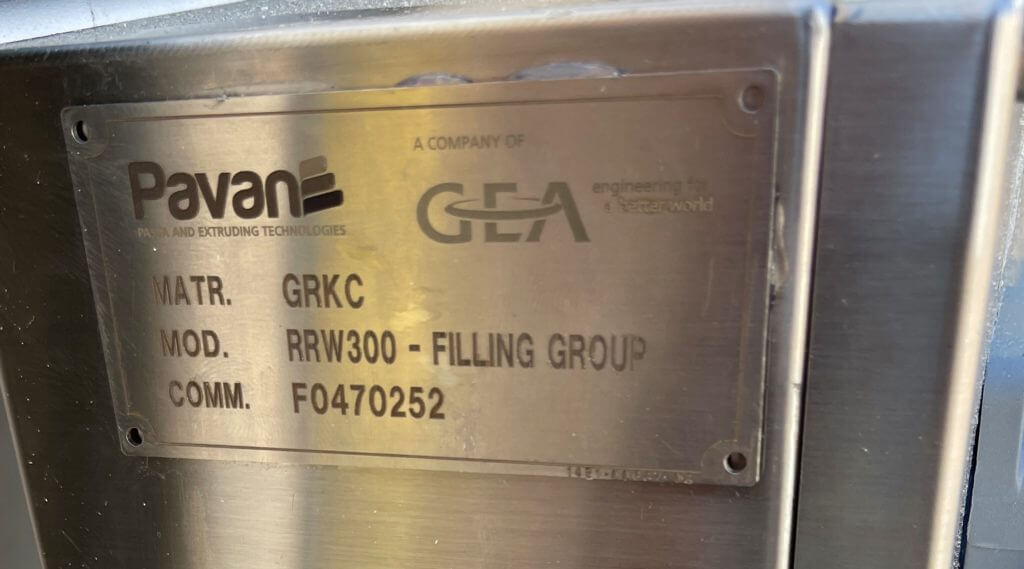 Pavan
PASTA AND EXTRUDING TECHNOLOGIES
A COMPANY OF
GEA
engineering for
a better world
MATR. GRKC
MOD. RRW300 - FILLING GROUP
COMM. F0470252